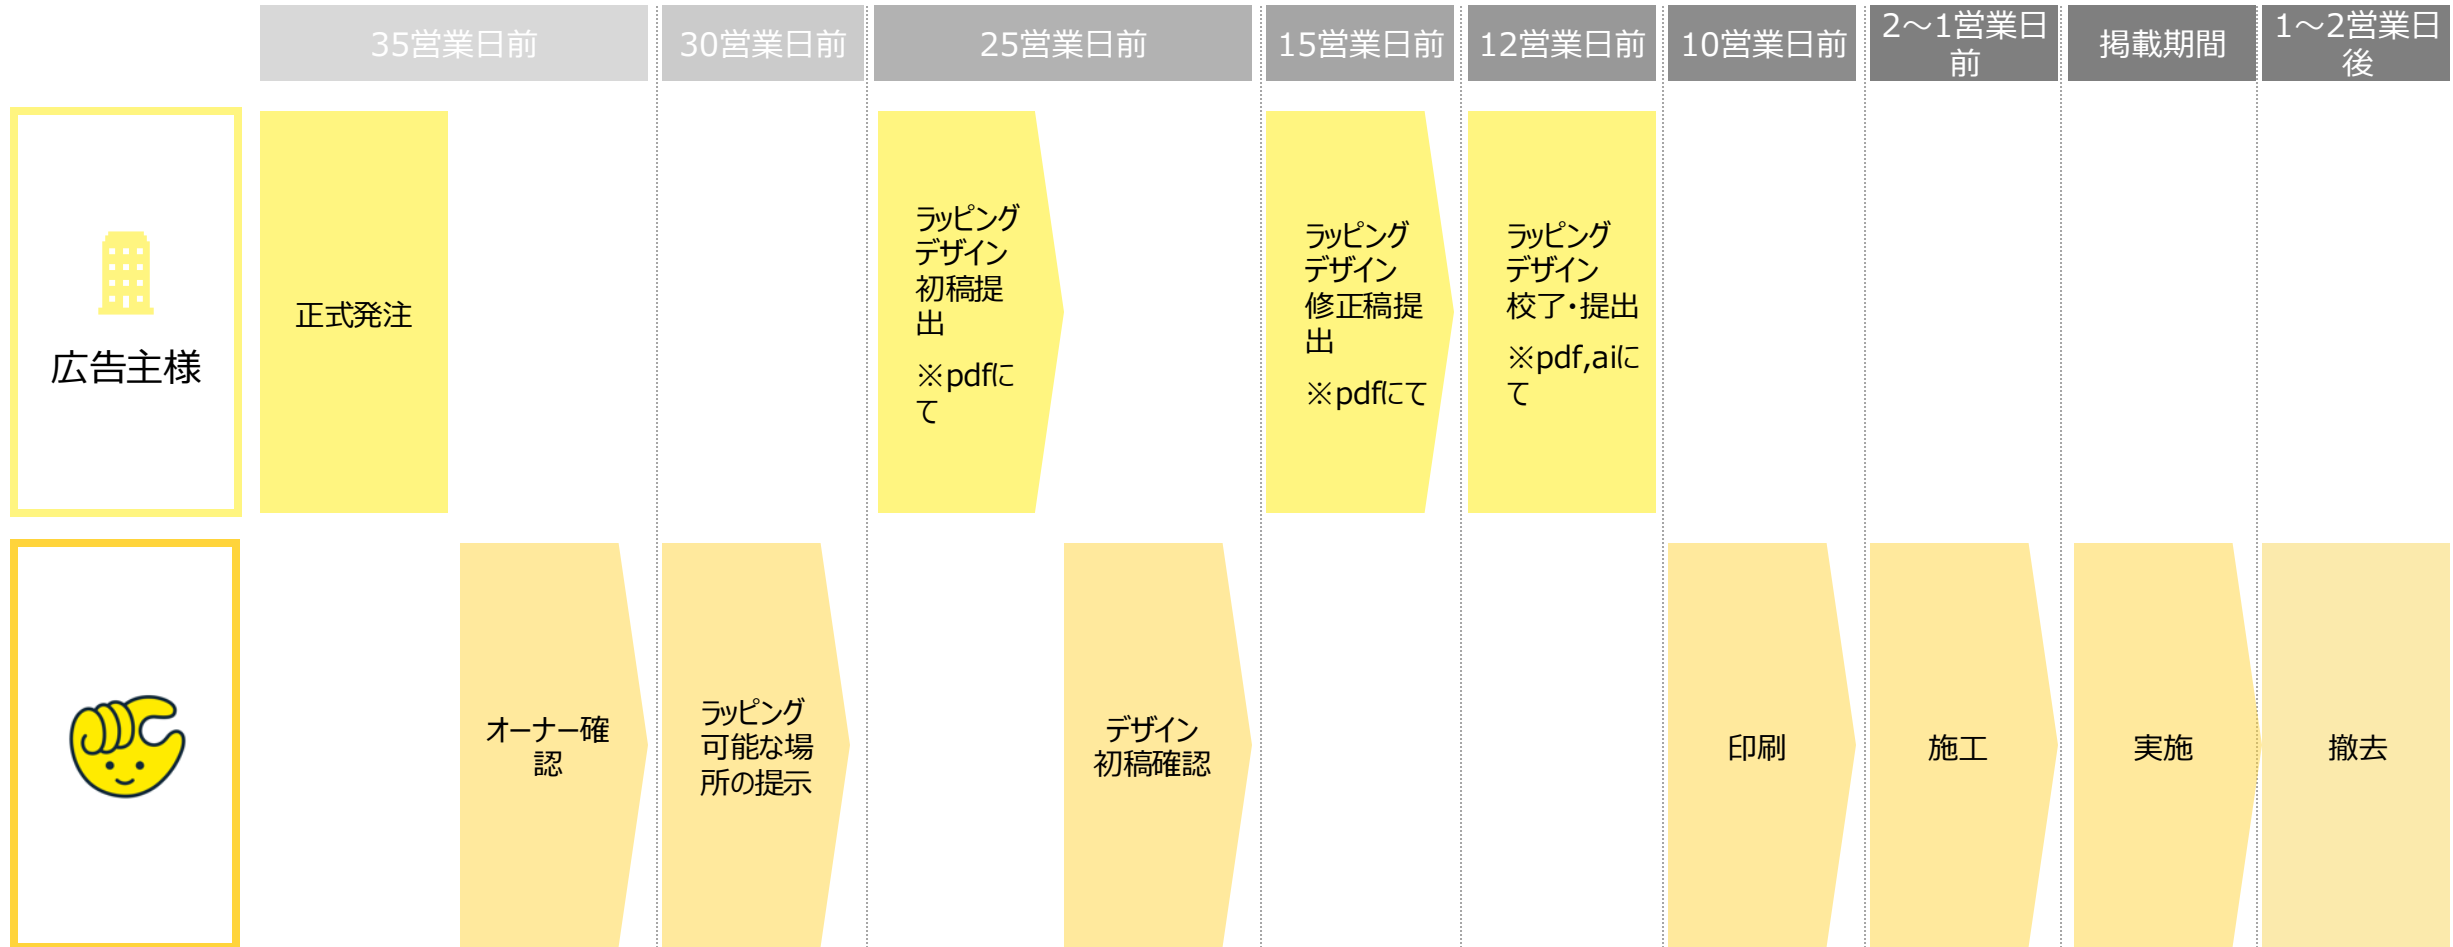 35営業日前
30営業日前
25営業日前
15営業日前
12営業日前
10営業日前
2～1営業日
前
掲載期間
1～2営業日
後
広告主様
正式発注
ラッピング
デザイン
初稿提
出
※pdfに
て
ラッピング
デザイン
修正稿提
出
※pdfにて
ラッピング
デザイン
校了・提出
※pdf,aiに
て
オーナー確
認
ラッピング
可能な場
所の提示
デザイン
初稿確認
印刷
施工
実施
撤去